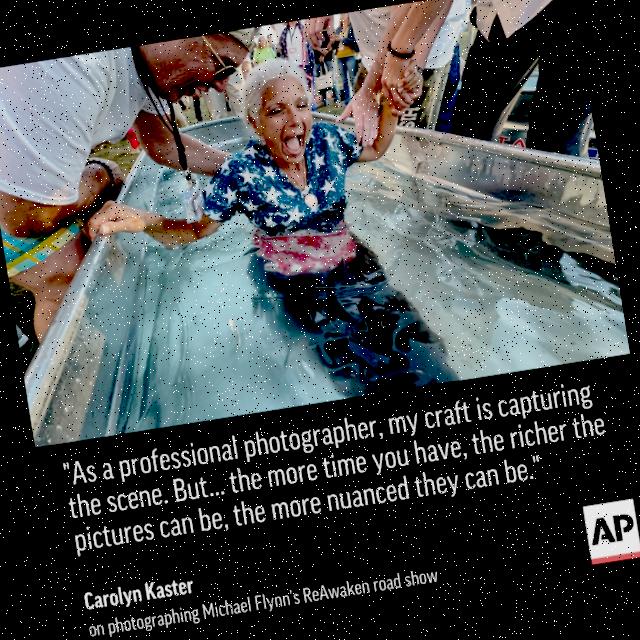 "As a professional photographer, my craft is capturing
the scene. But... the more time you have, the richer the
pictures can be, the more nuanced they can be."
Carolyn Kaster
on photographing Michael Flynn's ReAwaken road show
AP